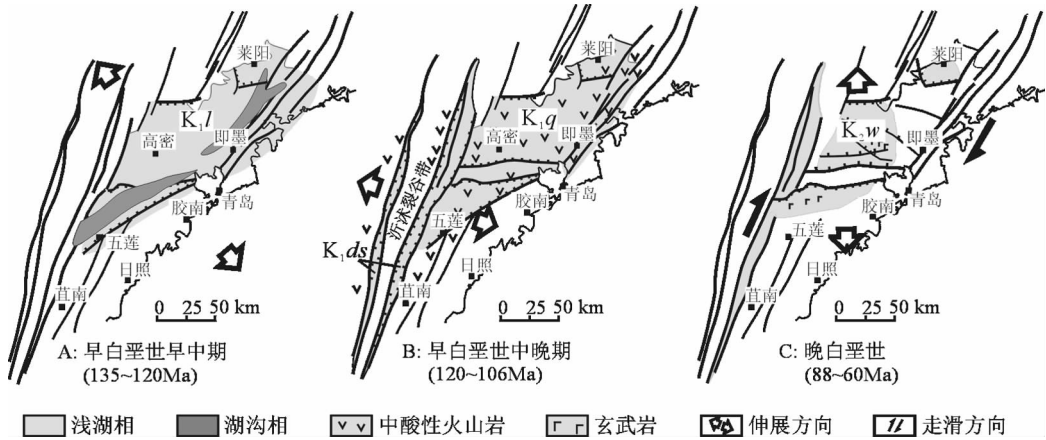 莱阳
K₁l
高密
即墨
青岛
胶南
五莲
日照
莒南
0 25 50 km
A: 早白垩世早中期
(135~120Ma)
莱阳
K₁q
高密
即墨
沂沭裂谷带
青岛
胶南
五莲
K₁ds
日照
莒南
0 25 50 km
B: 早白垩世中晚期
(120~106Ma)
莱阳
K₂w
高密
即墨
青岛
胶南
五莲
日照
莒南
0 25 50 km
C: 晚白垩世
(88~60Ma)
浅湖相
湖沟相
中酸性火山岩
玄武岩
伸展方向
走滑方向